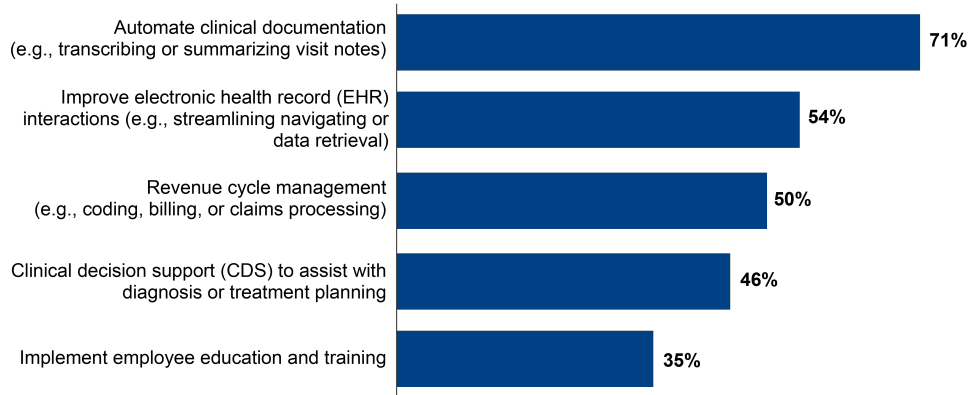 Automate clinical documentation
(e.g., transcribing or summarizing visit notes)
71%
Improve electronic health record (EHR)
interactions (e.g., streamlining navigating or
data retrieval)
54%
Revenue cycle management
(e.g., coding, billing, or claims processing)
50%
Clinical decision support (CDS) to assist with
diagnosis or treatment planning
46%
Implement employee education and training
35%